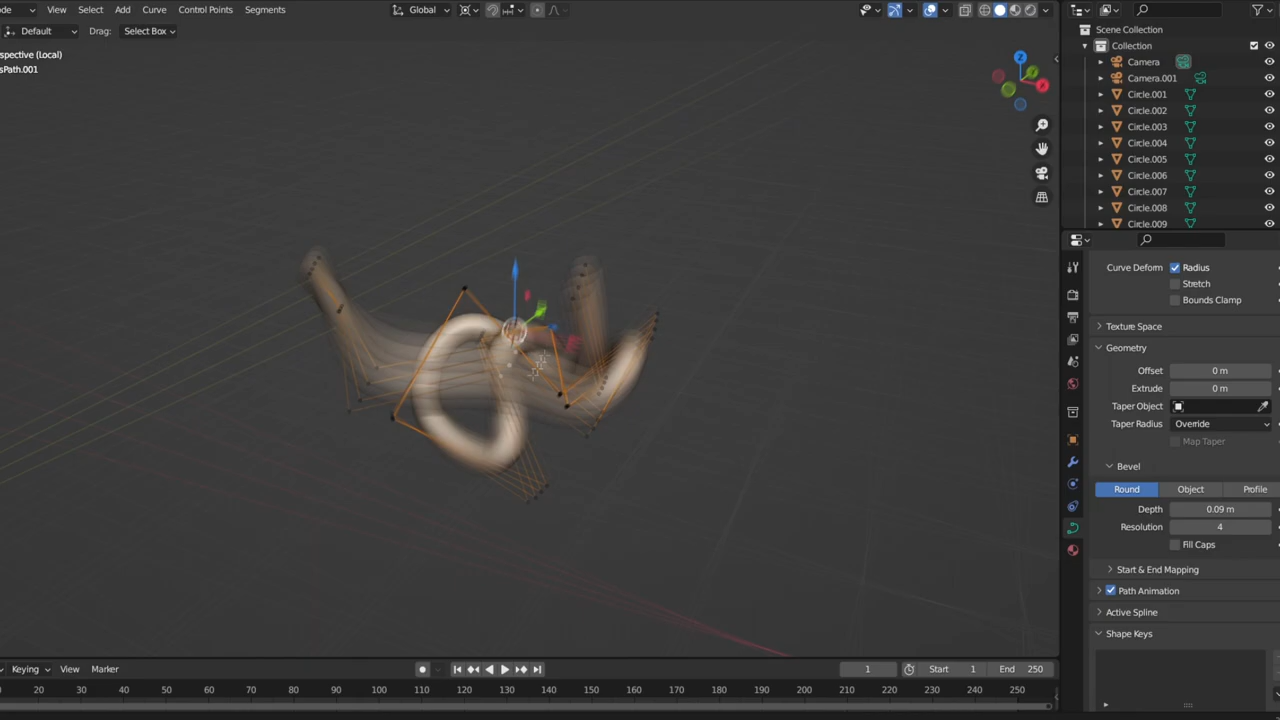 ode View Select Add Curve Control Points Segments Global
Default Drag: Select Box
spective (Local)
sPath.001
Z
Y
X
Scene Collection
Collection
Camera
Camera.001
Circle.001
Circle.002
Circle.003
Circle.004
Circle.005
Circle.006
Circle.007
Circle.008
Circle.009
Curve Deform Radius
Stretch
Bounds Clamp
Texture Space
Geometry
Offset 0 m
Extrude 0 m
Taper Object
Taper Radius Override
Map Taper
Bevel
Round Object Profile
Depth 0.09 m
Resolution 4
Fill Caps
Start & End Mapping
Path Animation
Active Spline
Shape Keys
Keying View Marker 1 Start 1 End 250
20 30 40 50 60 70 80 90 100 110 120 130 140 150 160 170 180 190 200 210 220 230 240 250